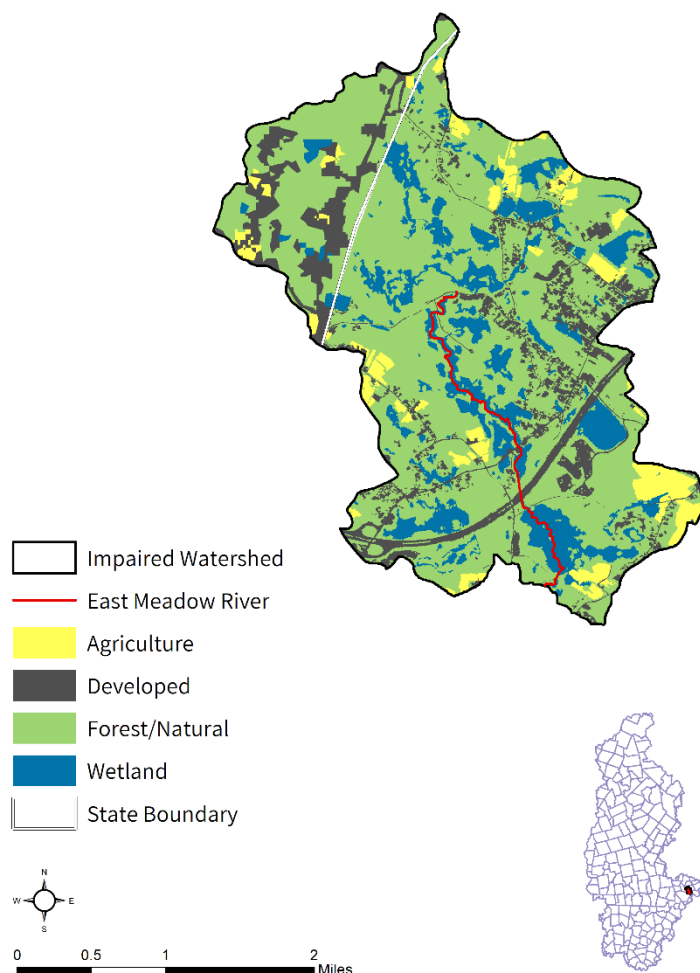 Impaired Watershed
East Meadow River
Agriculture
Developed
Forest/Natural
Wetland
State Boundary
N
W E
S
0 0.5 1 2
Miles